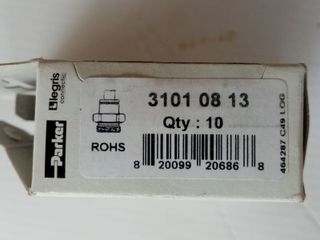 legris
connectic
Parker
3101 08 13
Qty : 10
ROHS
8 20099 20686 8
464287 C49 LOG